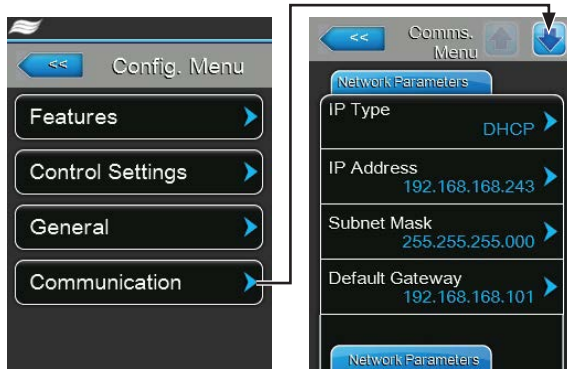 << Config. Menu
Features
Control Settings
General
Communication
<< Comms.
Menu
Network Parameters
IP Type
DHCP
IP Address
192.168.168.243
Subnet Mask
255.255.255.000
Default Gateway
192.168.168.101
Network Parameters